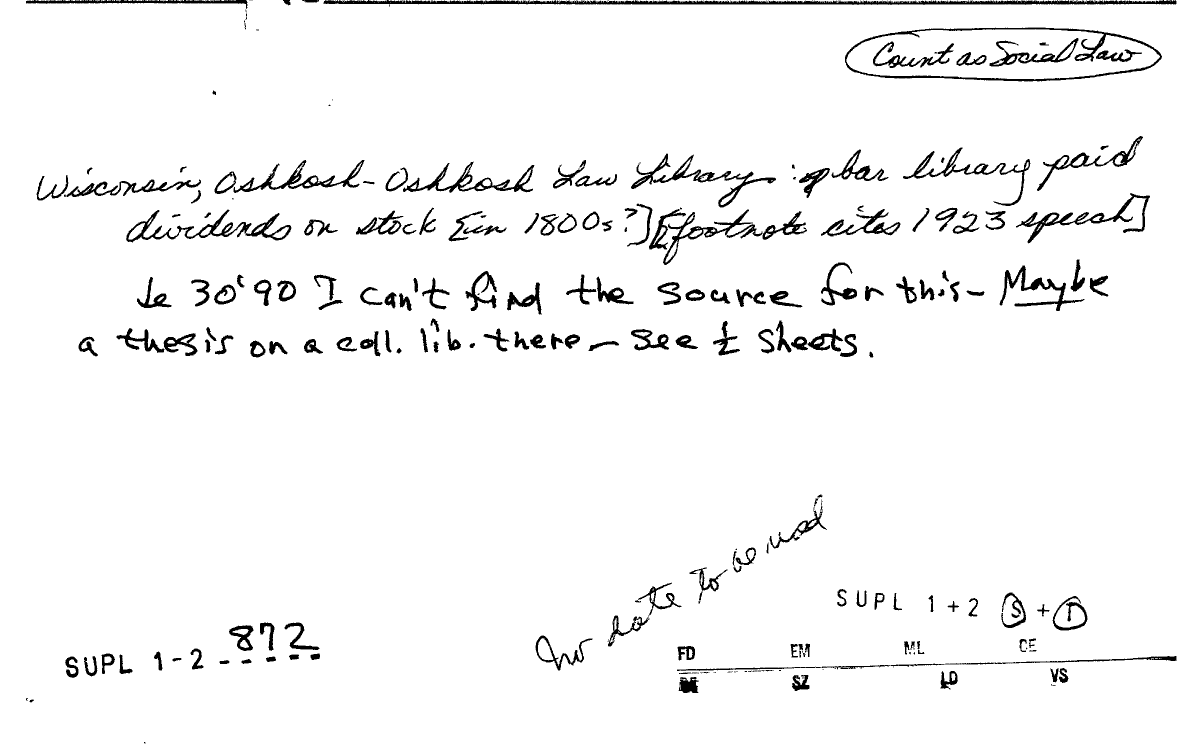 Count as Social Law
Wisconsin, Oshkosh-Oshkosh Law Library: bar library paid
dividends on stock [in 1800s?] [footnote cites 1923 speech]
Je 30'90 I can't find the source for this- Maybe
a thesis on a coll. lib. there- see ½ sheets.
no date to be used
SUPL 1+2 S + I
SUPL 1-2 872
FD EM ML CE
SZ LD VS